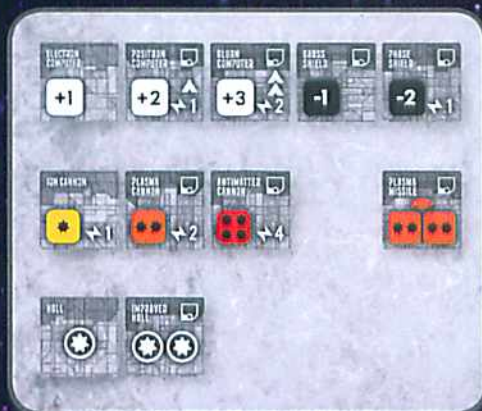 ELECTRON COMPUTER
POSITRON COMPUTER
GLUON COMPUTER
GAUSS SHIELD
PHASE SHIELD
+1
+2
1
+3
2
-1
-2
1
ION CANNON
PLASMA CANNON
ANTIMATTER CANNON
PLASMA MISSILE
1
2
4
HULL
IMPROVED HULL